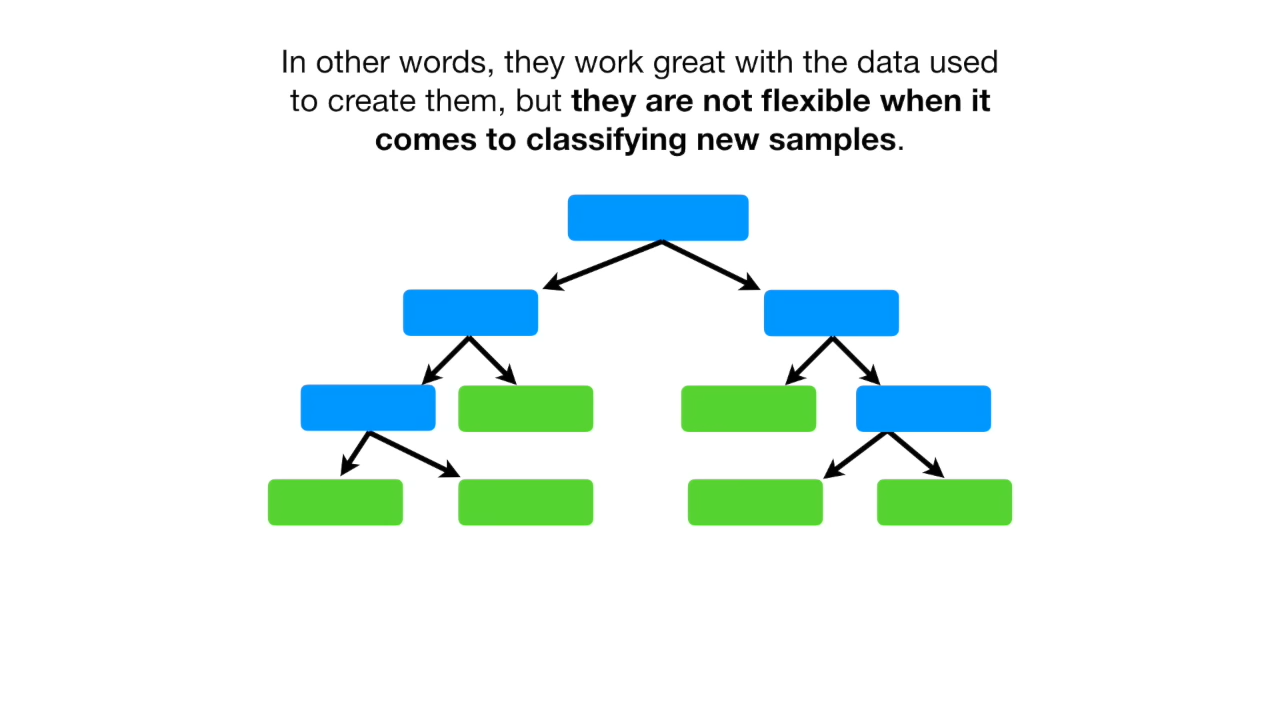 In other words, they work great with the data used
to create them, but they are not flexible when it
comes to classifying new samples.